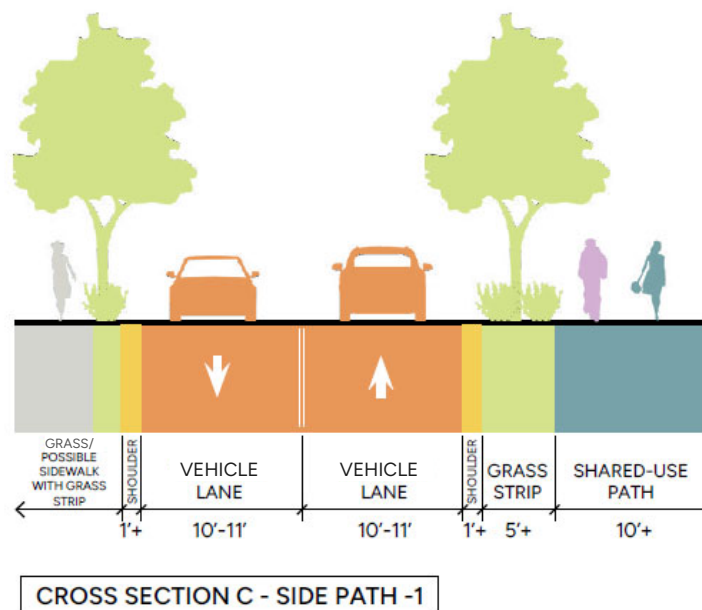 GRASS/
POSSIBLE
SIDEWALK
WITH GRASS
STRIP
SHOULDER
VEHICLE
LANE
VEHICLE
LANE
SHOULDER
GRASS
STRIP
SHARED-USE
PATH
1'+
10'-11'
10'-11'
1'+
5'+
10'+
CROSS SECTION C - SIDE PATH -1